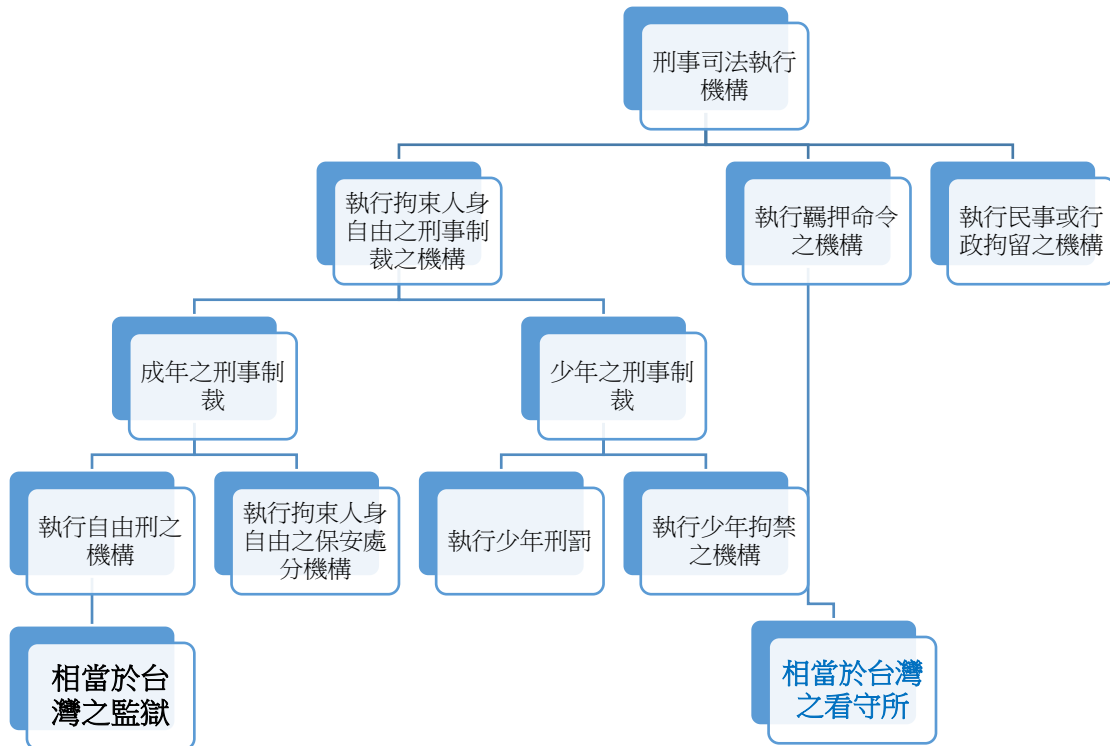 刑事司法執行
機構
執行拘束人身
自由之刑事制
裁之機構
執行羈押命令
之機構
執行民事或行
政拘留之機構
成年之刑事制
裁
少年之刑事制
裁
執行自由刑之
機構
執行拘束人身
自由之保安處
分機構
執行少年刑罰
執行少年拘禁
之機構
相當於台
灣之監獄
相當於台灣
之看守所